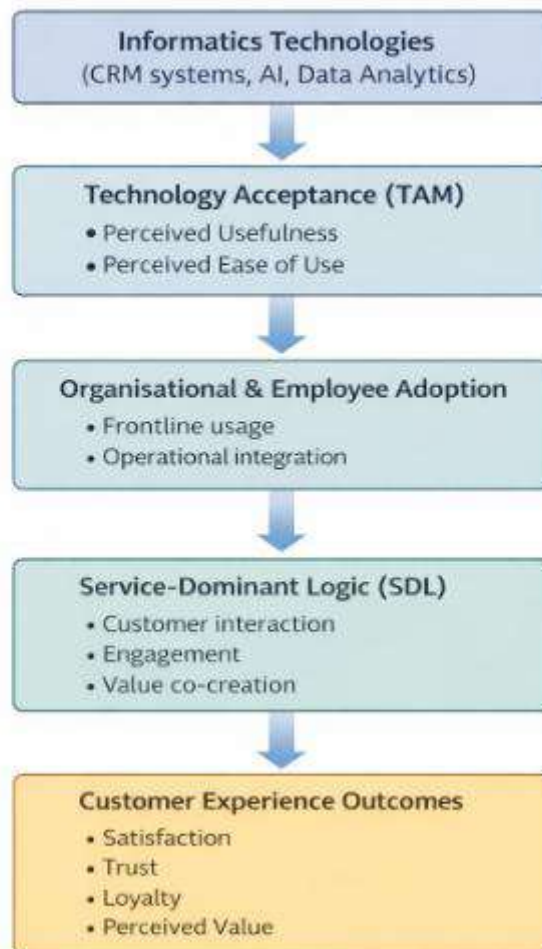 Informatics Technologies
(CRM systems, AI, Data Analytics)
Technology Acceptance (TAM)
• Perceived Usefulness
• Perceived Ease of Use
Organisational & Employee Adoption
• Frontline usage
• Operational integration
Service-Dominant Logic (SDL)
• Customer interaction
• Engagement
• Value co-creation
Customer Experience Outcomes
• Satisfaction
• Trust
• Loyalty
• Perceived Value